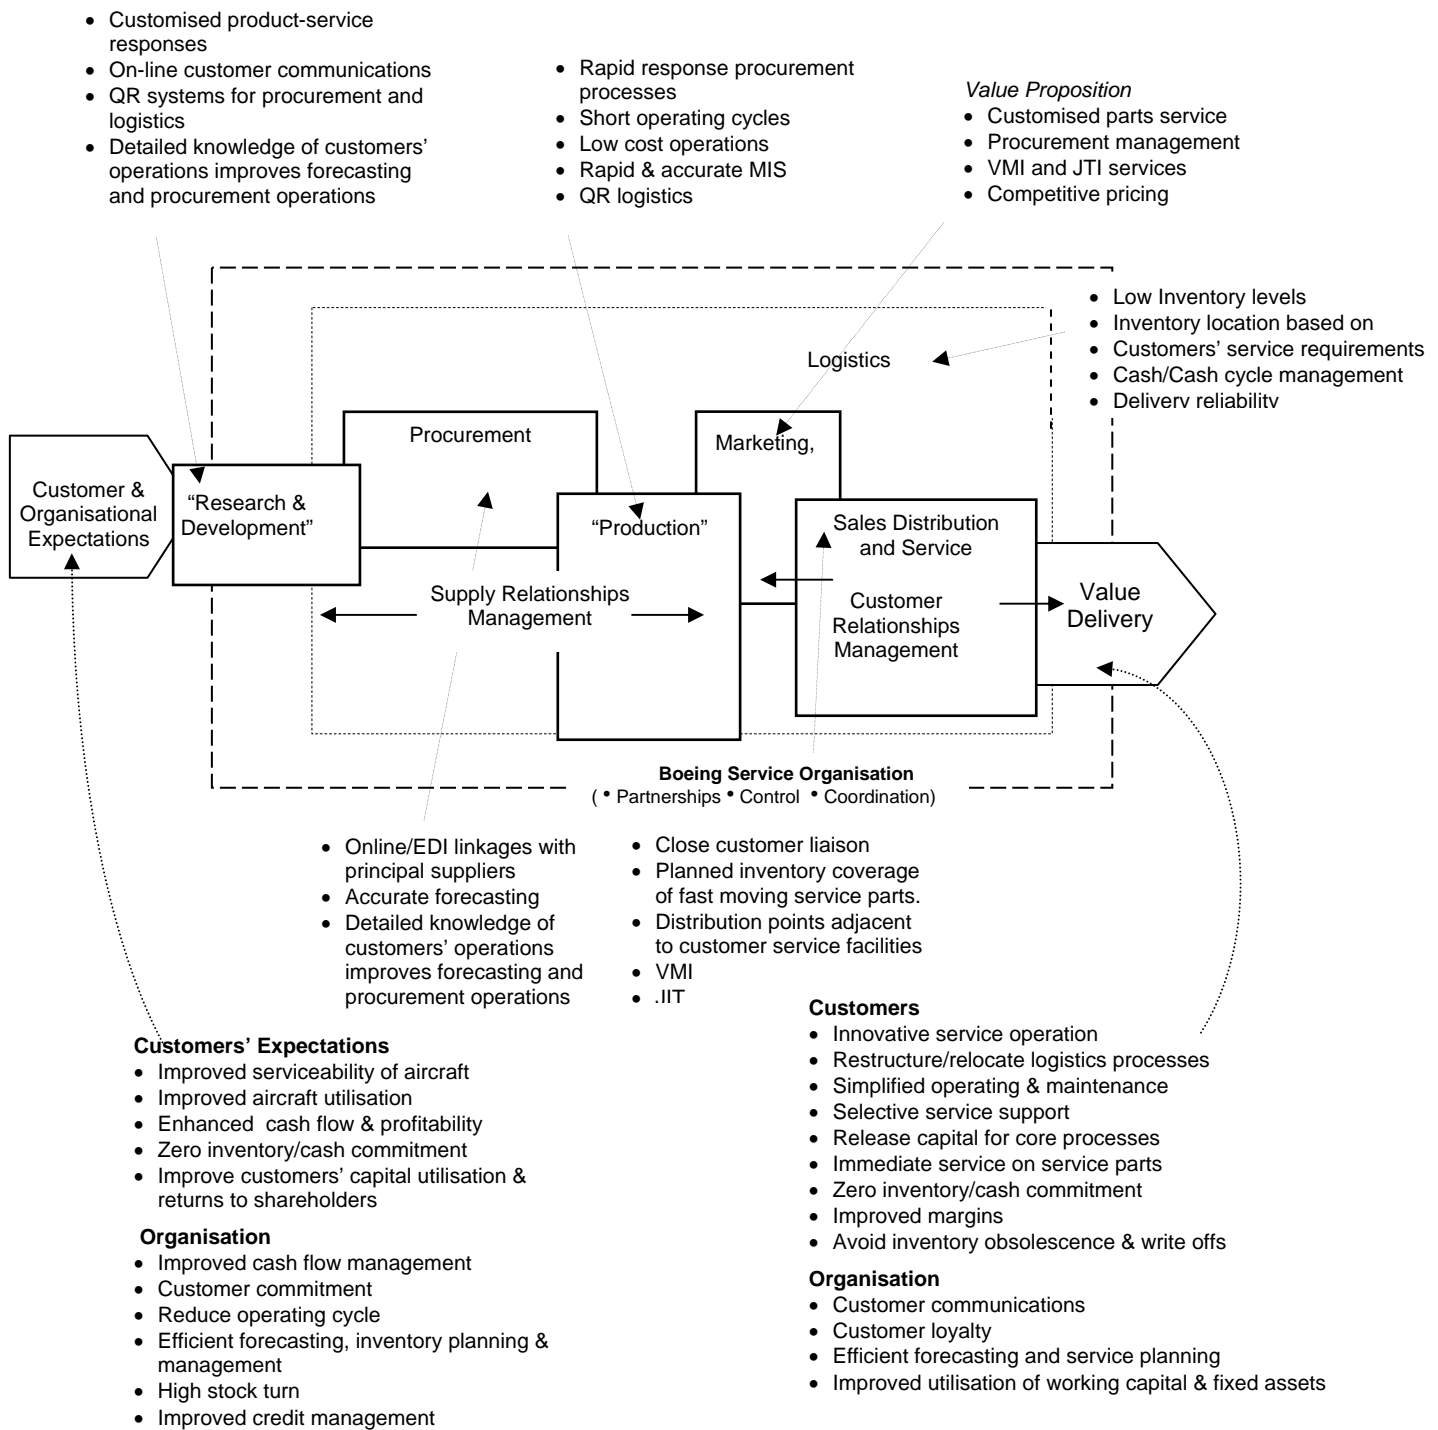 • Customised product-service
responses
• On-line customer communications
• QR systems for procurement and
logistics
• Detailed knowledge of customers’
operations improves forecasting
and procurement operations
• Rapid response procurement
processes
• Short operating cycles
• Low cost operations
• Rapid & accurate MIS
• QR logistics
Value Proposition
• Customised parts service
• Procurement management
• VMI and JTI services
• Competitive pricing
• Low Inventory levels
• Inventory location based on
• Customers’ service requirements
• Cash/Cash cycle management
• Delivery reliability
Logistics
Procurement
Marketing,
Customer &
Organisational
Expectations
“Research &
Development”
“Production”
Sales Distribution
and Service
Supply Relationships
Management
Customer
Relationships
Management
Value
Delivery
Boeing Service Organisation
( • Partnerships • Control • Coordination)
• Online/EDI linkages with
principal suppliers
• Accurate forecasting
• Detailed knowledge of
customers’ operations
improves forecasting and
procurement operations
• Close customer liaison
• Planned inventory coverage
of fast moving service parts.
• Distribution points adjacent
to customer service facilities
• VMI
• JIT
Customers’ Expectations
• Improved serviceability of aircraft
• Improved aircraft utilisation
• Enhanced cash flow & profitability
• Zero inventory/cash commitment
• Improve customers’ capital utilisation &
returns to shareholders
Organisation
• Improved cash flow management
• Customer commitment
• Reduce operating cycle
• Efficient forecasting, inventory planning &
management
• High stock turn
• Improved credit management
Customers
• Innovative service operation
• Restructure/relocate logistics processes
• Simplified operating & maintenance
• Selective service support
• Release capital for core processes
• Immediate service on service parts
• Zero inventory/cash commitment
• Improved margins
• Avoid inventory obsolescence & write offs
Organisation
• Customer communications
• Customer loyalty
• Efficient forecasting and service planning
• Improved utilisation of working capital & fixed assets